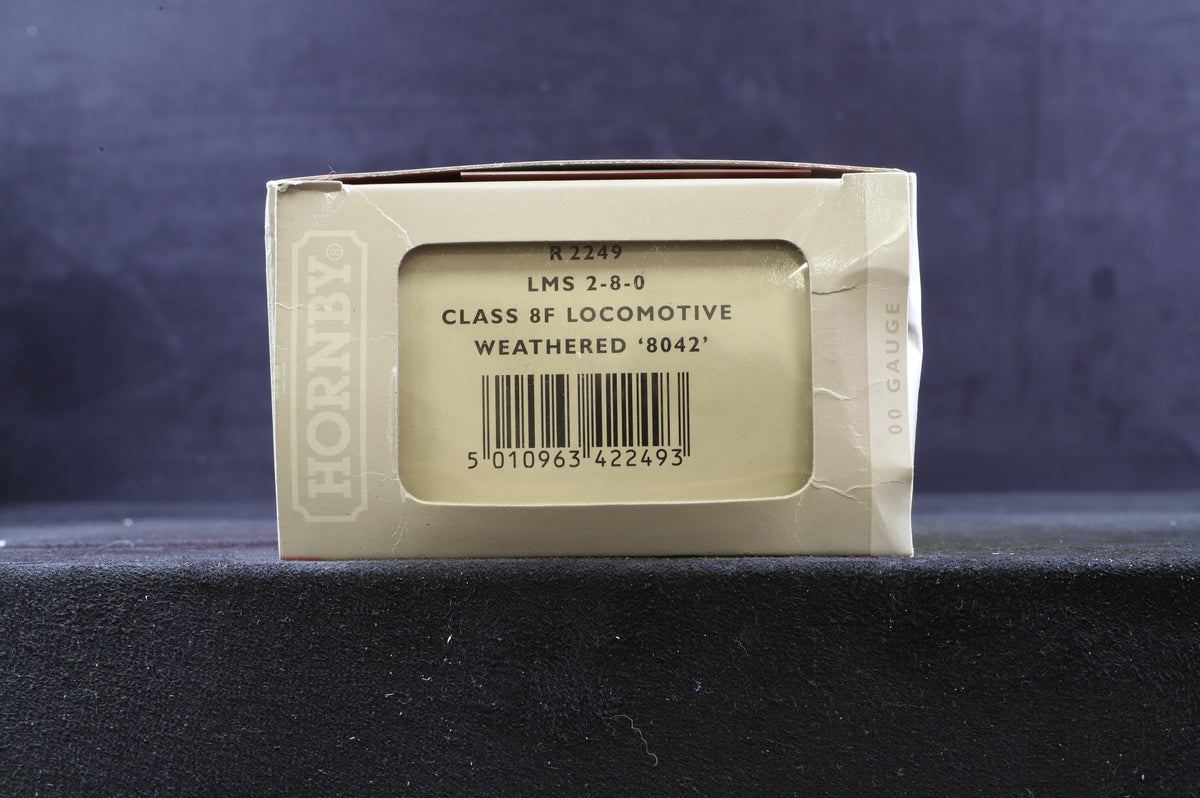 HORNBY®
R 2249
LMS 2-8-0
CLASS 8F LOCOMOTIVE
WEATHERED ‘8042’
5 010963 422493
00 GAUGE